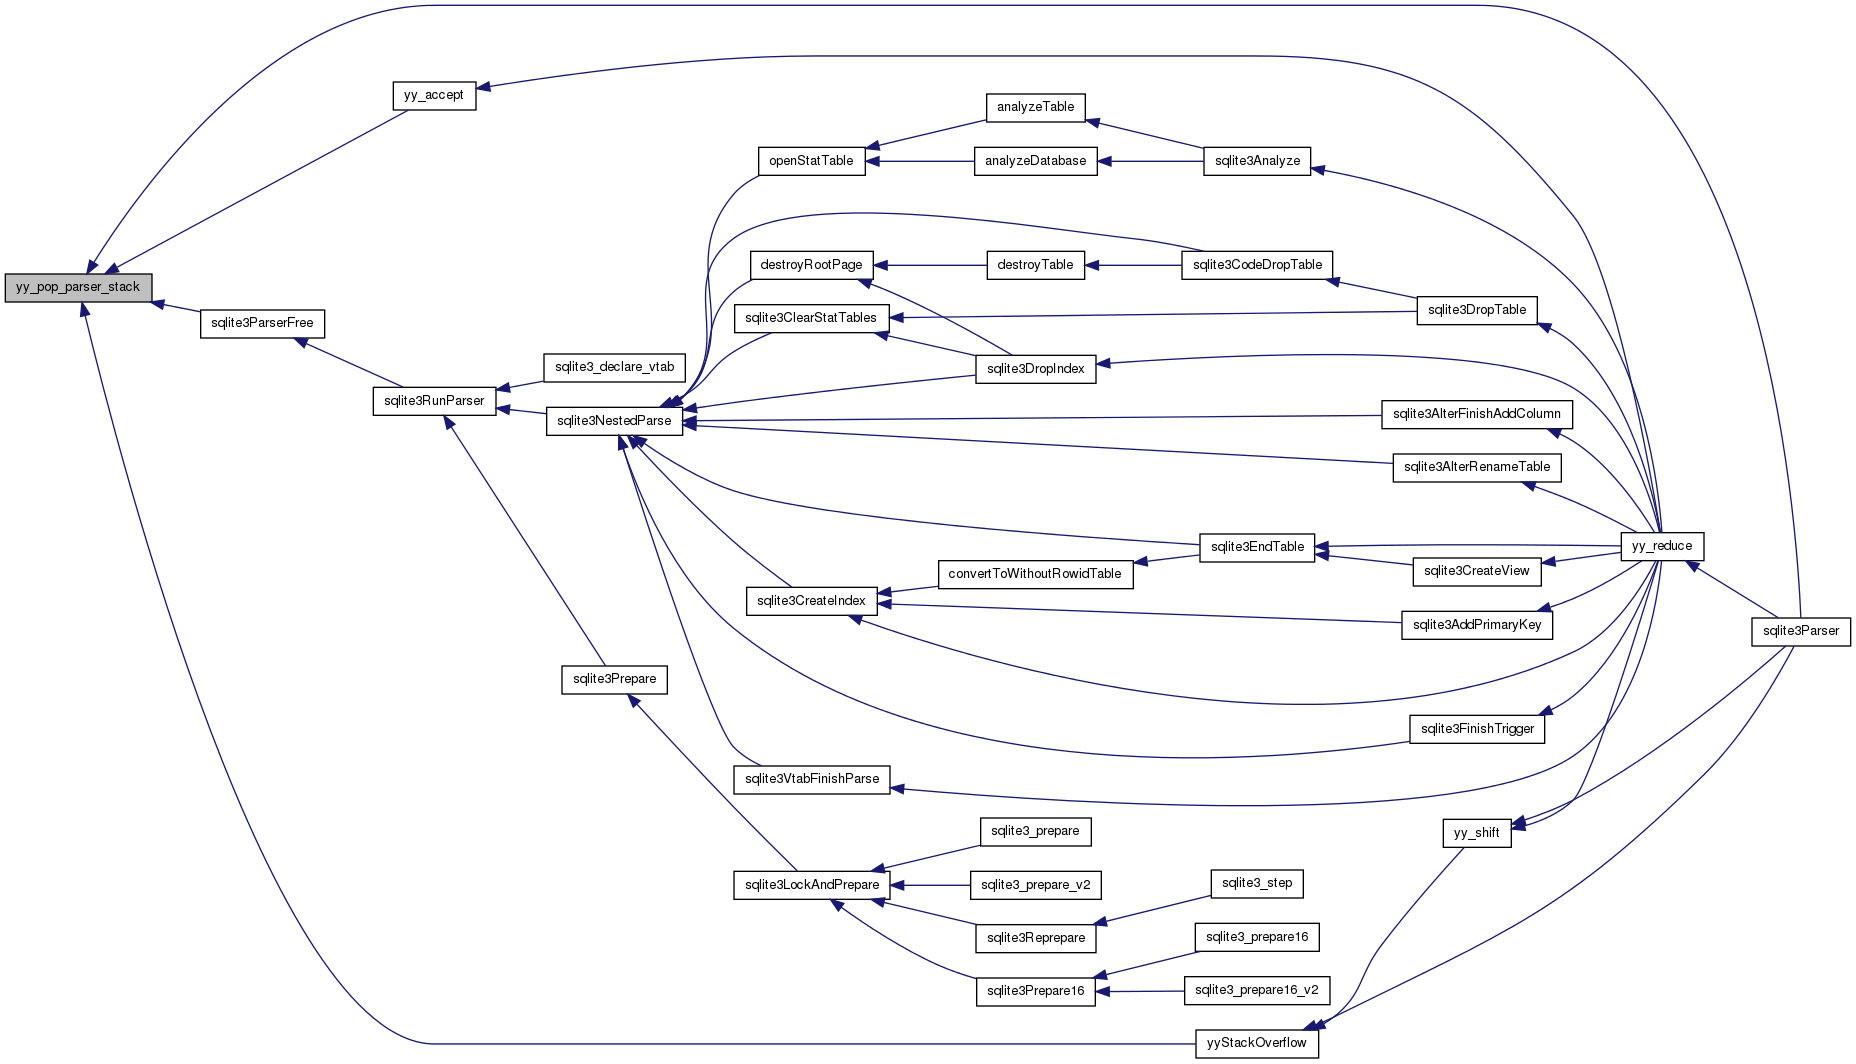 yy_accept
analyzeTable
openStatTable
analyzeDatabase
sqlite3Analyze
destroyRootPage
destroyTable
sqlite3CodeDropTable
yy_pop_parser_stack
sqlite3ParserFree
sqlite3ClearStatTables
sqlite3DropTable
sqlite3_declare_vtab
sqlite3DropIndex
sqlite3RunParser
sqlite3NestedParse
sqlite3AlterFinishAddColumn
sqlite3AlterRenameTable
sqlite3EndTable
yy_reduce
convertToWithoutRowidTable
sqlite3CreateView
sqlite3CreateIndex
sqlite3AddPrimaryKey
sqlite3Parser
sqlite3Prepare
sqlite3FinishTrigger
sqlite3VtabFinishParse
sqlite3_prepare
yy_shift
sqlite3LockAndPrepare
sqlite3_prepare_v2
sqlite3_step
sqlite3Reprepare
sqlite3_prepare16
sqlite3Prepare16
sqlite3_prepare16_v2
yyStackOverflow